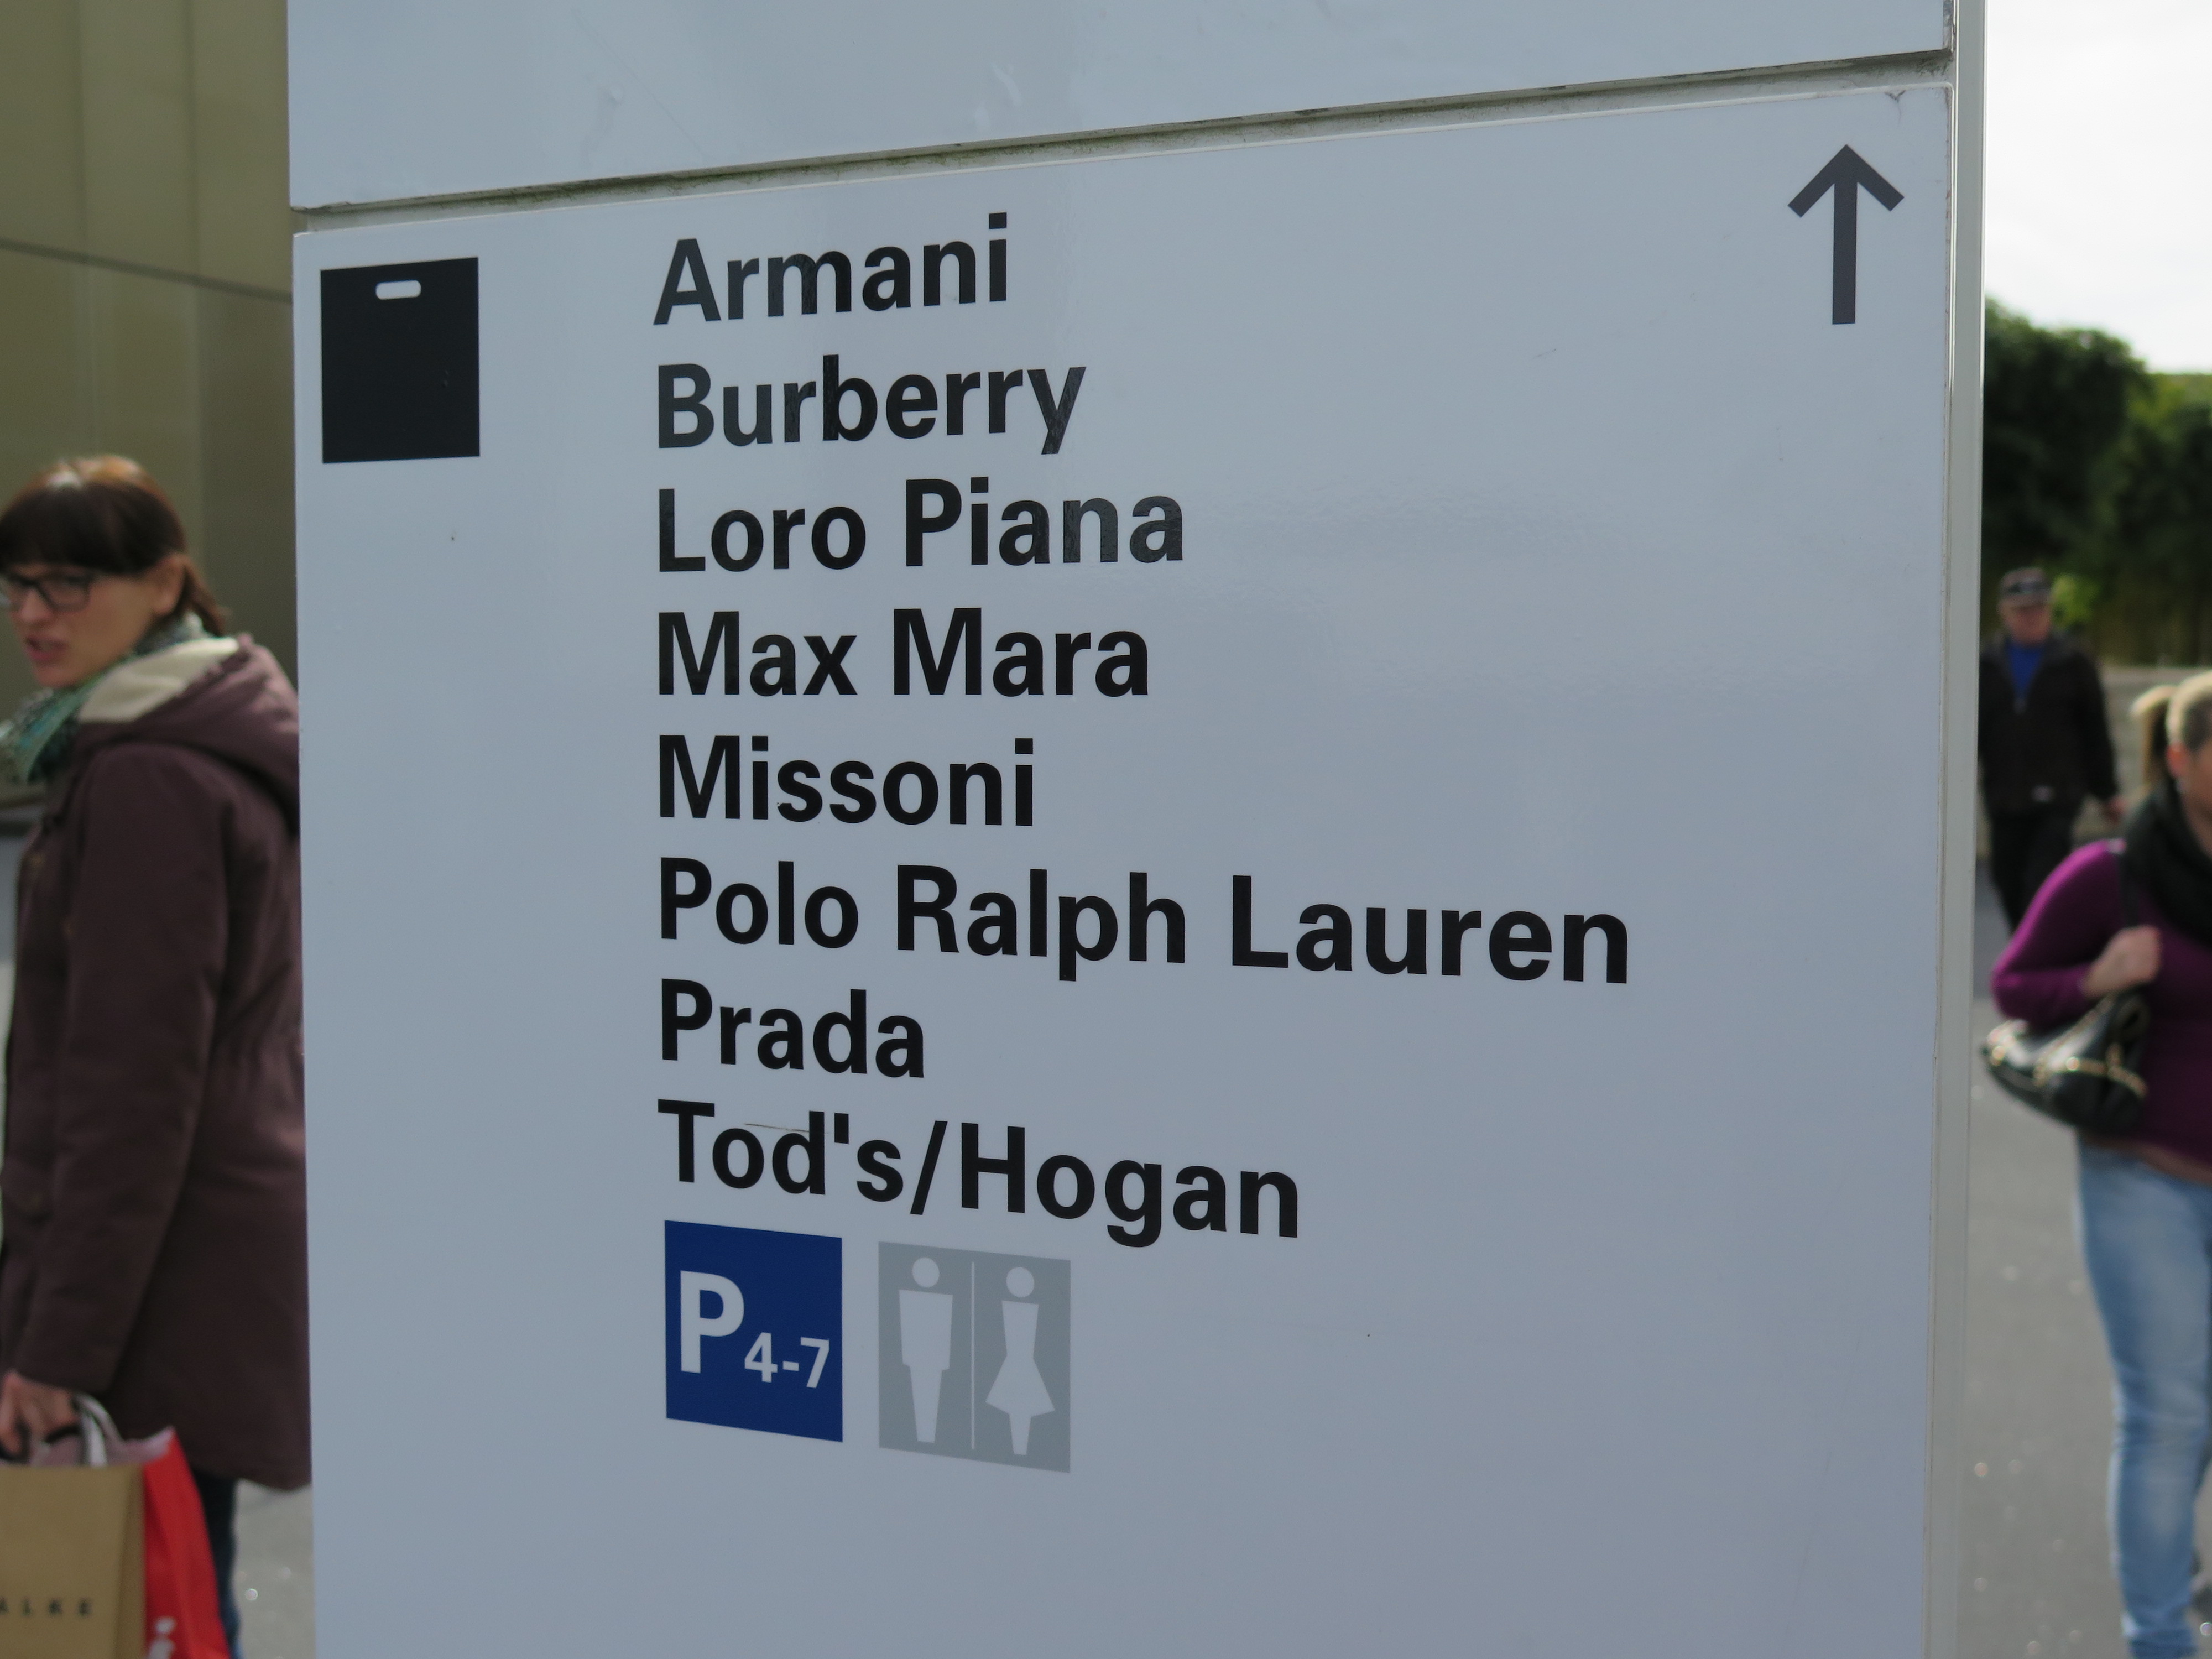 Armani
Burberry
Loro Piana
Max Mara
Missoni
Polo Ralph Lauren
Prada
Tod's/Hogan
P4-7